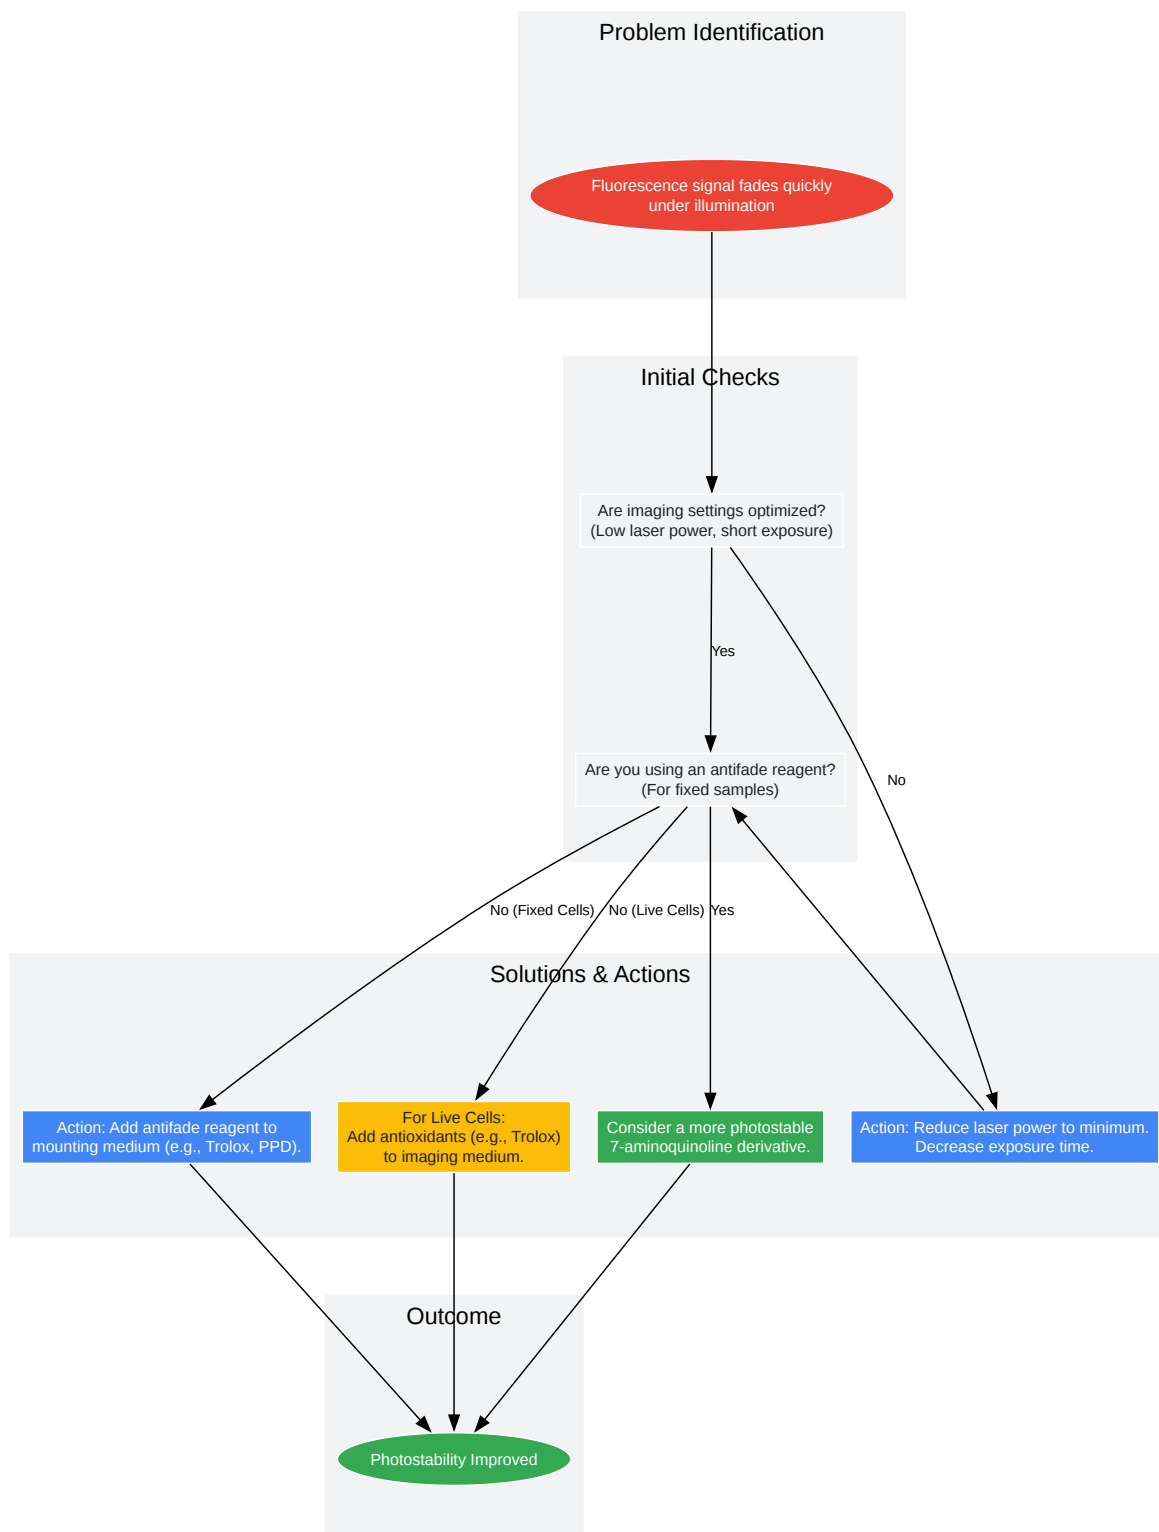 Problem Identification
Fluorescence signal fades quickly
under illumination
Initial Checks
Are imaging settings optimized?
(Low laser power, short exposure)
Yes
No
Are you using an antifade reagent?
(For fixed samples)
No (Fixed Cells)
No (Live Cells)
Yes
Solutions & Actions
Action: Add antifade reagent to
mounting medium (e.g., Trolox, PPD).
For Live Cells:
Add antioxidants (e.g., Trolox)
to imaging medium.
Consider a more photostable
7-aminoquinoline derivative.
Action: Reduce laser power to minimum.
Decrease exposure time.
Outcome
Photostability Improved